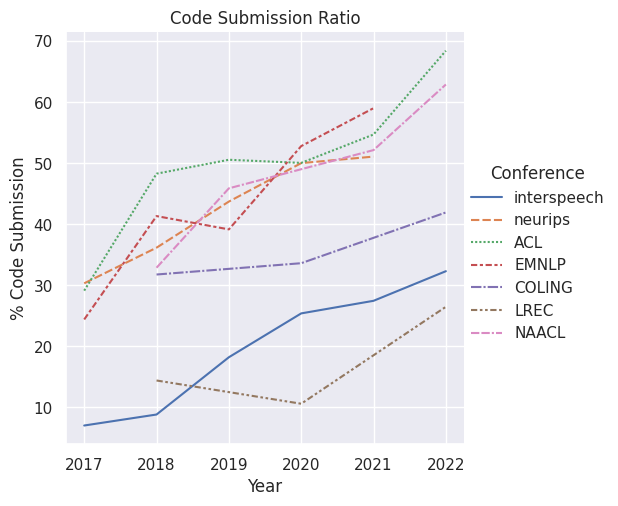 Code Submission Ratio
70
60
50
40
30
20
10
% Code Submission
2017 2018 2019 2020 2021 2022
Year
Conference
interspeech
neurips
ACL
EMNLP
COLING
LREC
NAACL